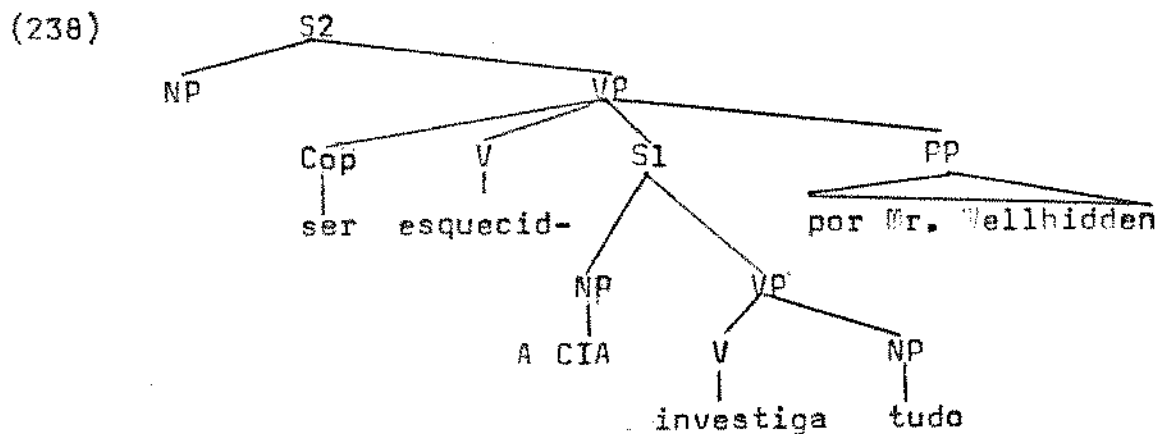 (238) S2
NP VP
Cop V S1 PP
ser esquecid- por Mr. Wellhidden
NP VP
A CIA V NP
investiga tudo